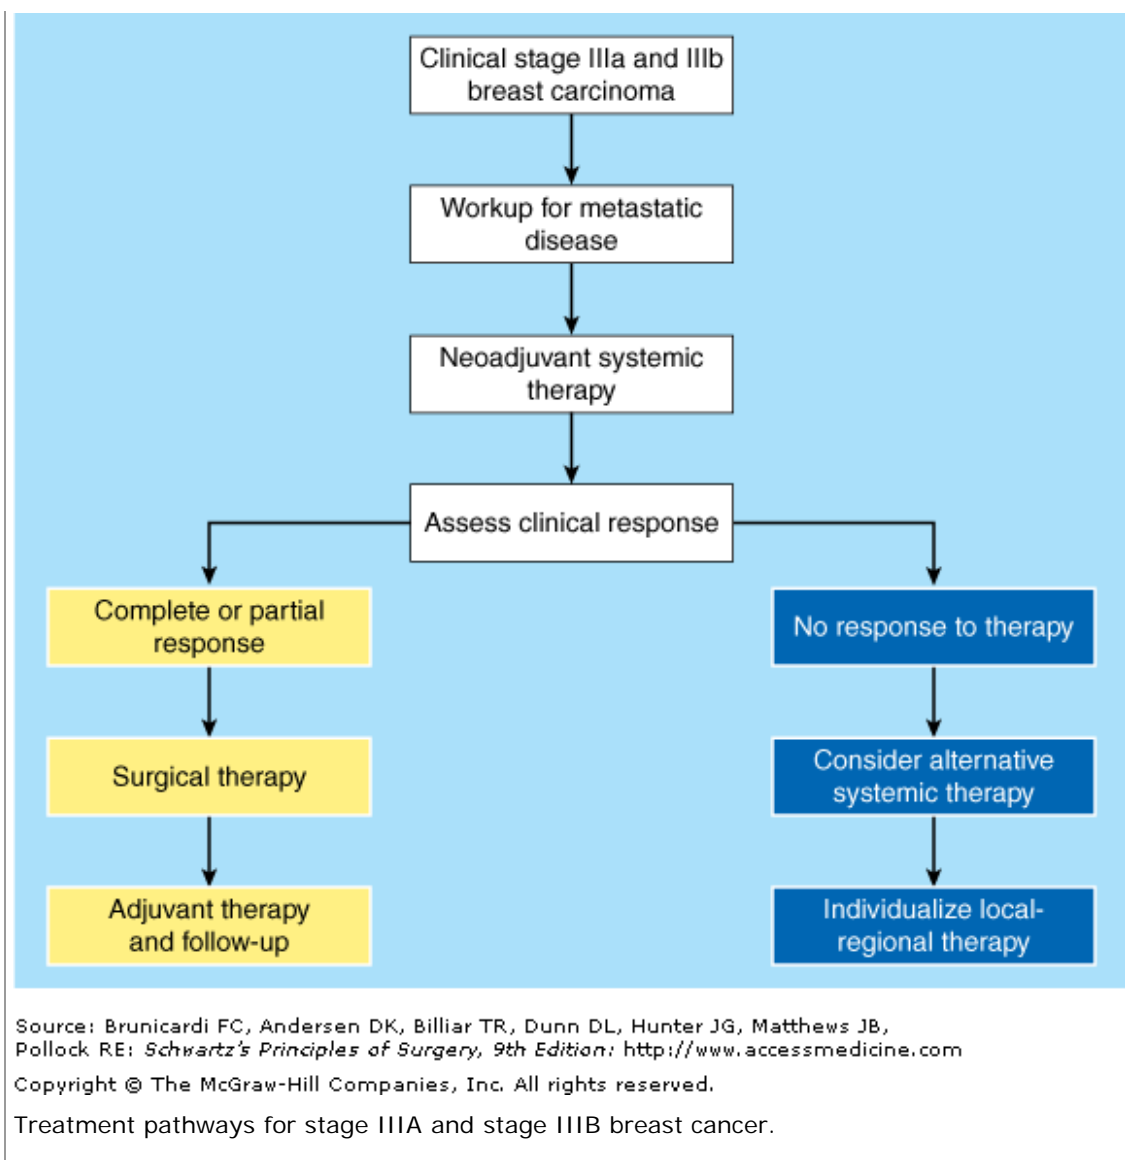 Clinical stage IIIa and IIIb
breast carcinoma
Workup for metastatic
disease
Neoadjuvant systemic
therapy
Assess clinical response
Complete or partial
response
Surgical therapy
Adjuvant therapy
and follow-up
No response to therapy
Consider alternative
systemic therapy
Individualize local-
regional therapy
Source: Brunicardi FC, Andersen DK, Billiar TR, Dunn DL, Hunter JG, Matthews JB,
Pollock RE: Schwartz's Principles of Surgery, 9th Edition: http://www.accessmedicine.com
Copyright © The McGraw-Hill Companies, Inc. All rights reserved.
Treatment pathways for stage IIIA and stage IIIB breast cancer.